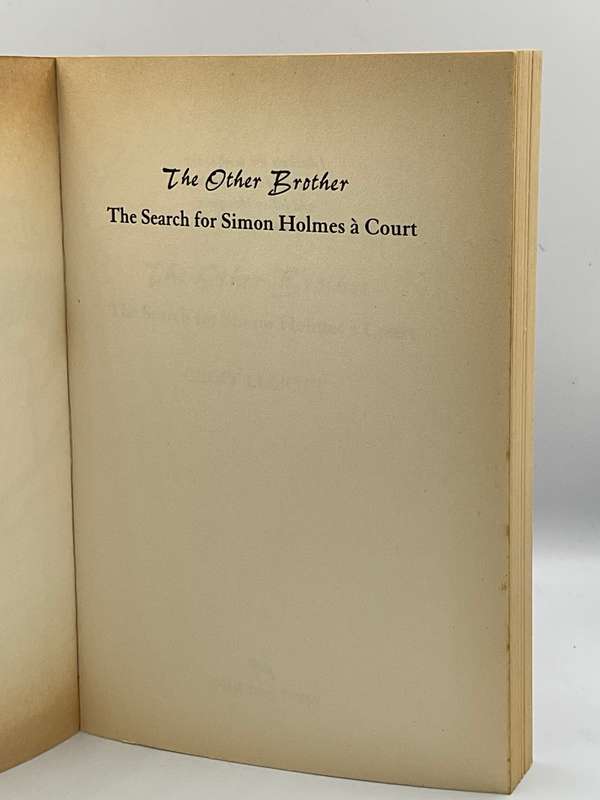 The Other Brother
The Search for Simon Holmes à Court